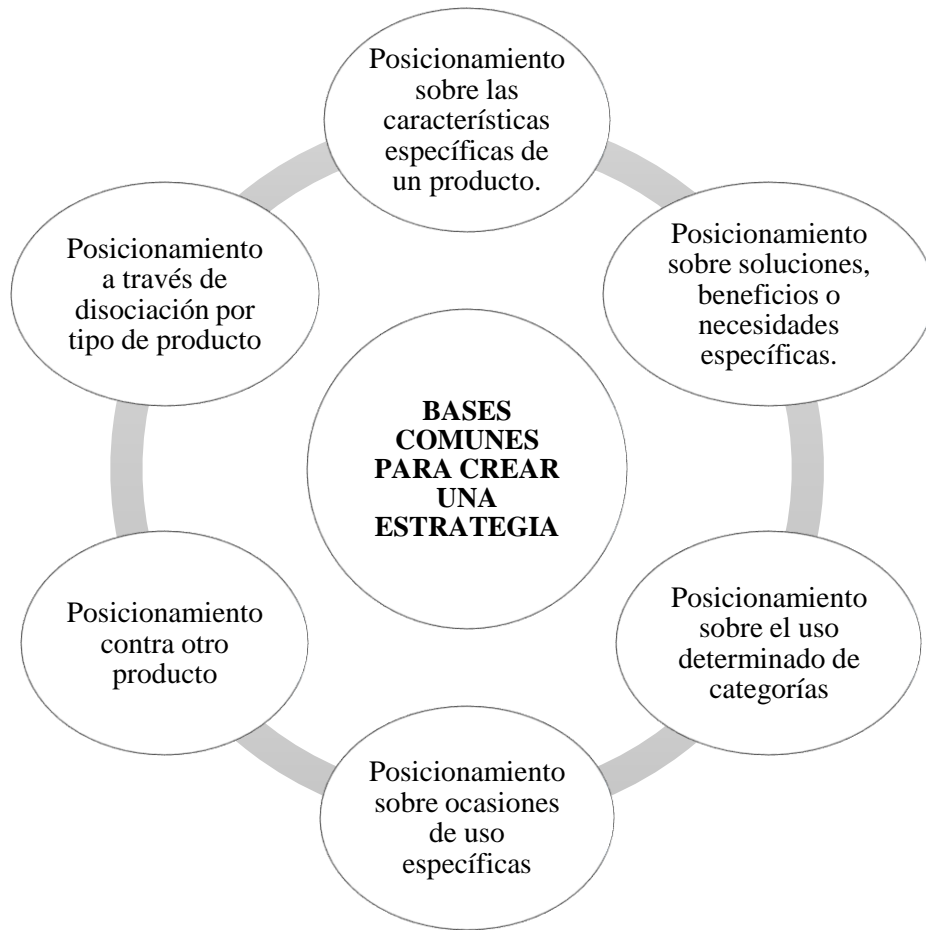 Posicionamiento
sobre las
características
específicas de
un producto.
Posicionamiento
sobre soluciones,
beneficios o
necesidades
específicas.
Posicionamiento
sobre el uso
determinado de
categorías
Posicionamiento
sobre ocasiones
de uso
específicas
Posicionamiento
contra otro
producto
Posicionamiento
a través de
disociación por
tipo de producto
BASES
COMUNES
PARA CREAR
UNA
ESTRATEGIA